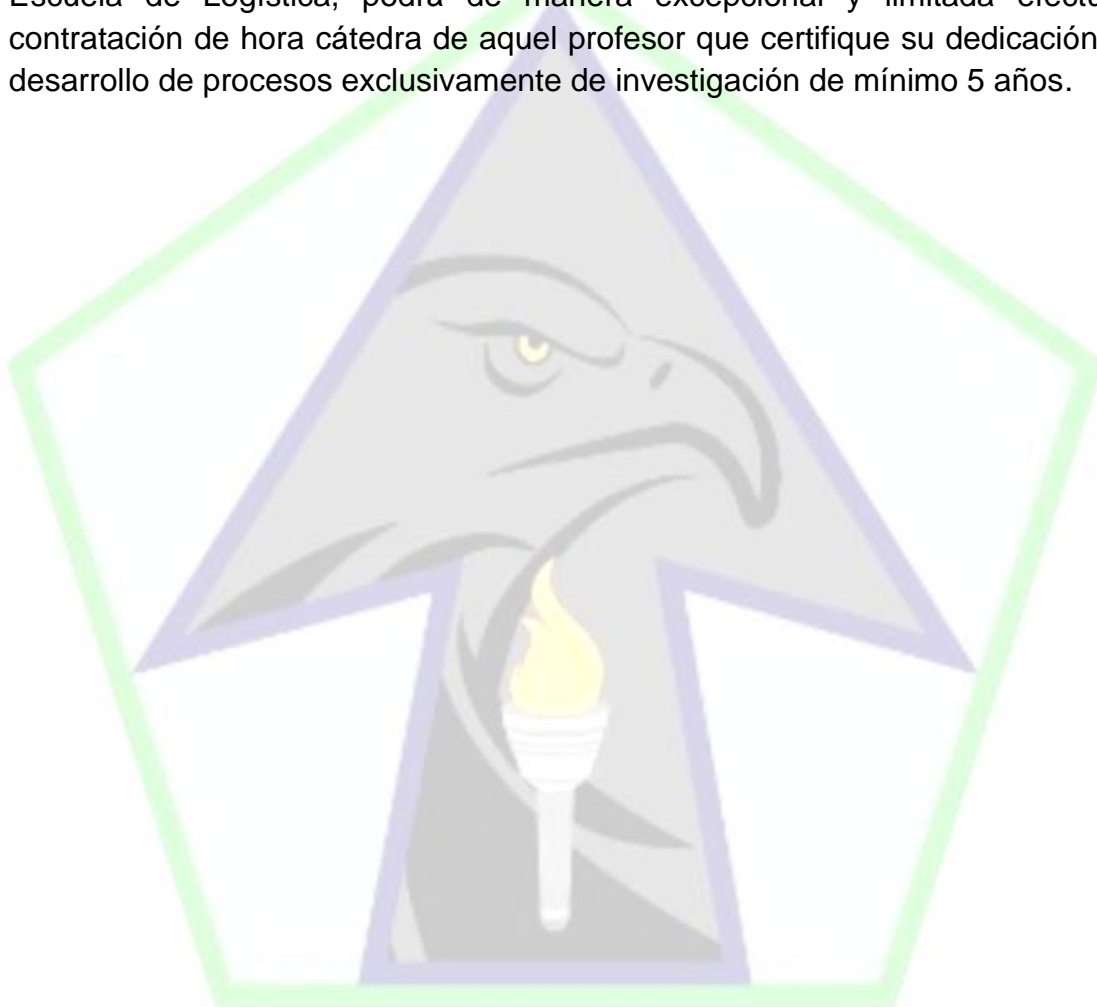 Escuela de Logística, podrá de manera excepcional y limitada efectu
contratación de hora cátedra de aquel profesor que certifique su dedicación
desarrollo de procesos exclusivamente de investigación de mínimo 5 años.